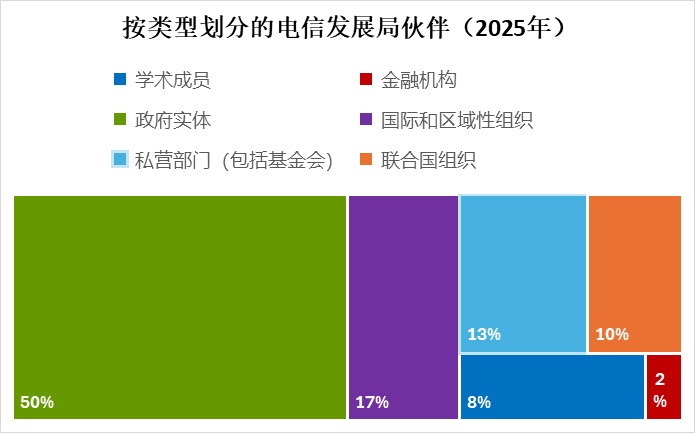 按类型划分的电信发展局伙伴（2025年）
学术成员
金融机构
政府实体
国际和区域性组织
私营部门（包括基金会）
联合国组织
50%
17%
13%
10%
8%
2
%